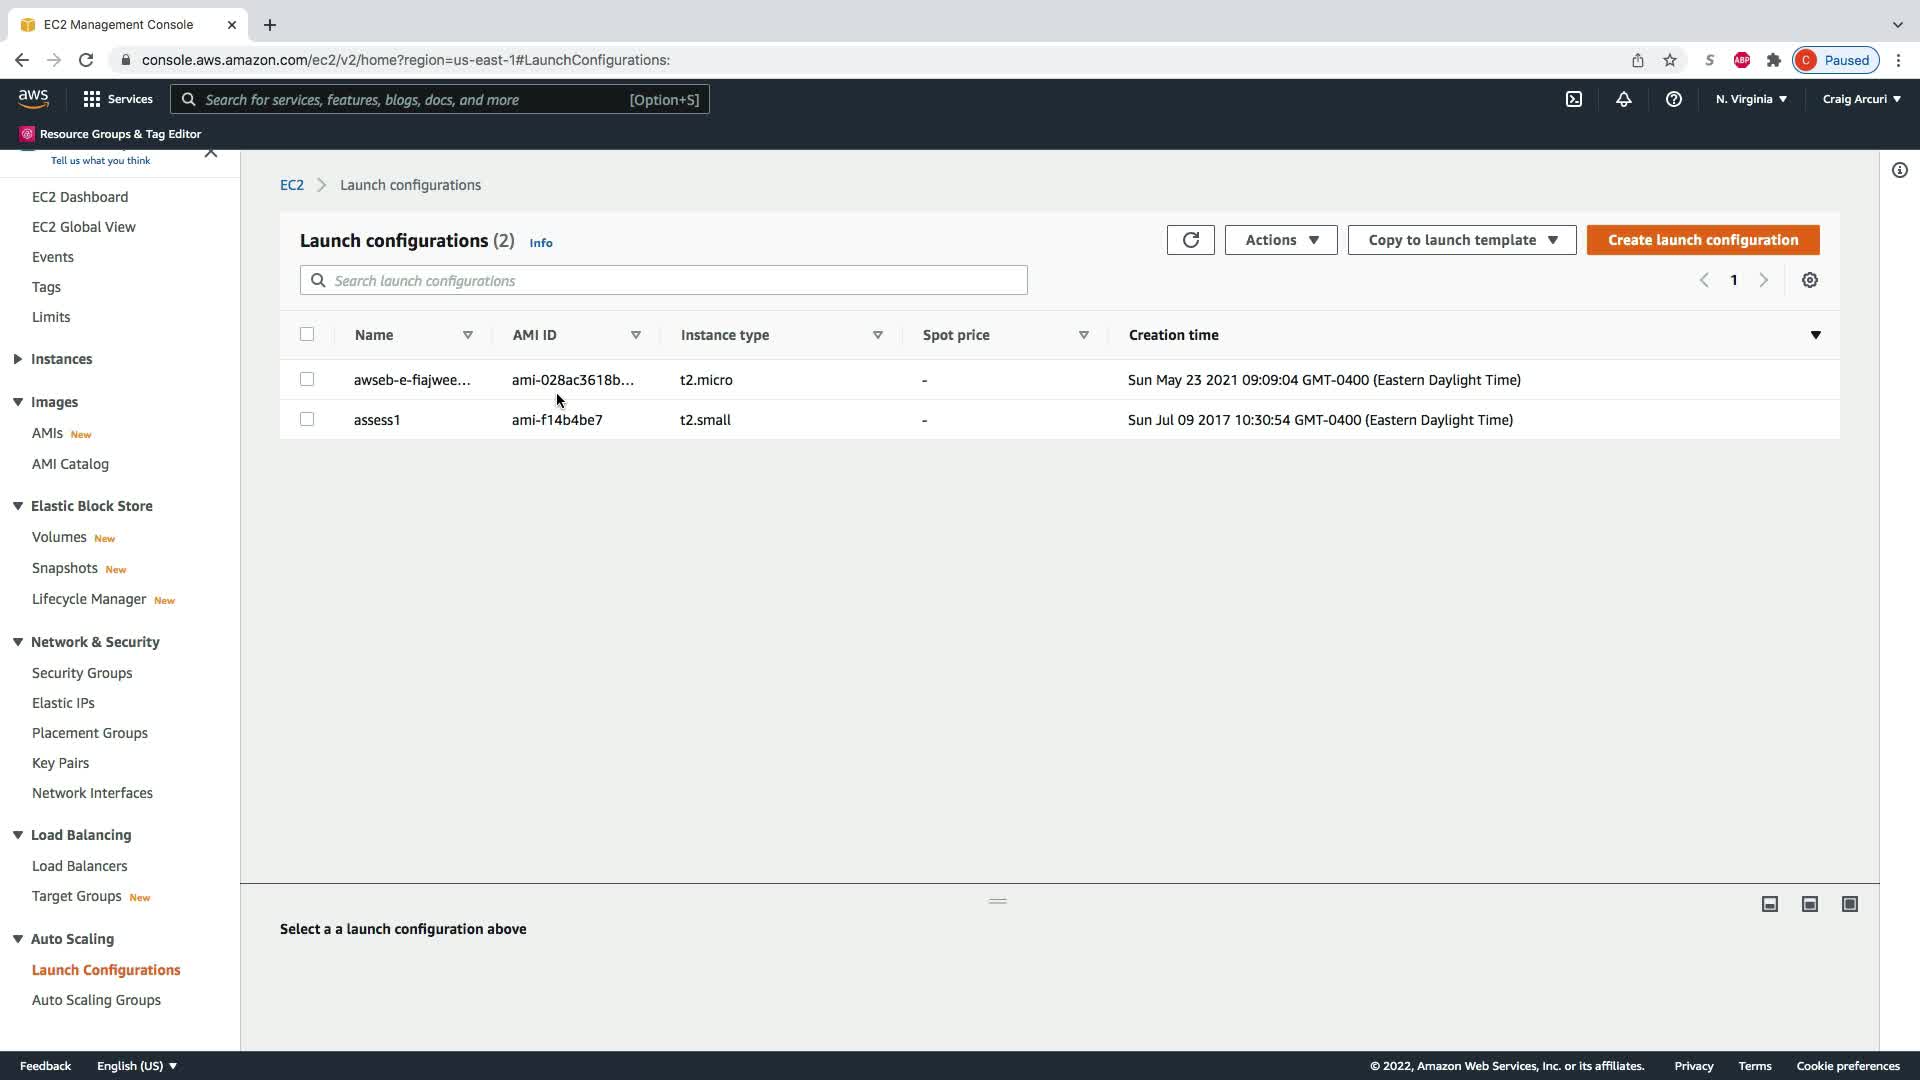 EC2 Management Console
console.aws.amazon.com/ec2/v2/home?region=us-east-1#LaunchConfigurations:
S
ABP
C
Paused
aws
Services
Search for services, features, blogs, docs, and more
[Option+S]
N. Virginia
Craig Arcuri
Resource Groups & Tag Editor
Tell us what you think
EC2 Dashboard
EC2 Global View
Events
Tags
Limits
Instances
Images
AMIs New
AMI Catalog
Elastic Block Store
Volumes New
Snapshots New
Lifecycle Manager New
Network & Security
Security Groups
Elastic IPs
Placement Groups
Key Pairs
Network Interfaces
Load Balancing
Load Balancers
Target Groups New
Auto Scaling
Launch Configurations
Auto Scaling Groups
EC2 > Launch configurations
Launch configurations (2) Info
Actions
Copy to launch template
Create launch configuration
Search launch configurations
1
Name AMI ID Instance type Spot price Creation time
awseb-e-fiajwee... ami-028ac3618b... t2.micro - Sun May 23 2021 09:09:04 GMT-0400 (Eastern Daylight Time)
assess1 ami-f14b4be7 t2.small - Sun Jul 09 2017 10:30:54 GMT-0400 (Eastern Daylight Time)
Select a a launch configuration above
Feedback English (US) © 2022, Amazon Web Services, Inc. or its affiliates. Privacy Terms Cookie preferences